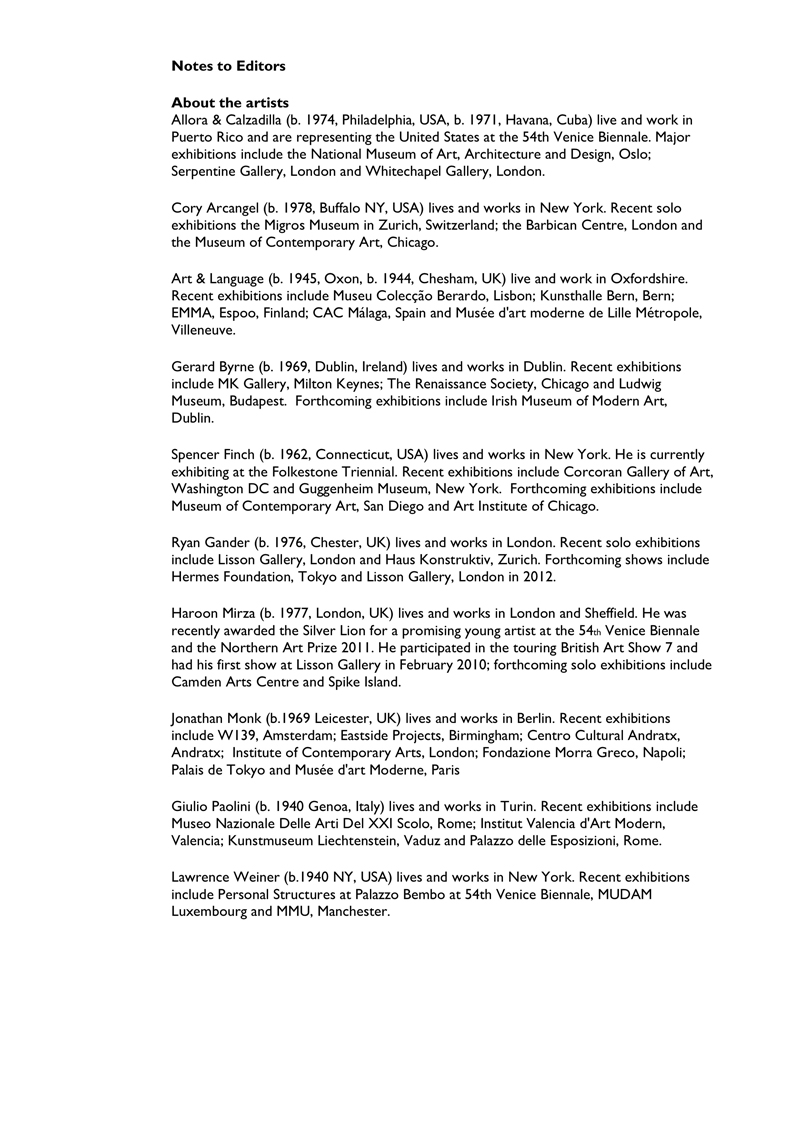 Notes to Editors
About the artists
Allora & Calzadilla (b. 1974, Philadelphia, USA, b. 1971, Havana, Cuba) live and work in
Puerto Rico and are representing the United States at the 54th Venice Biennale. Major
exhibitions include the National Museum of Art, Architecture and Design, Oslo;
Serpentine Gallery, London and Whitechapel Gallery, London.
Cory Arcangel (b. 1978, Buffalo NY, USA) lives and works in New York. Recent solo
exhibitions the Migros Museum in Zurich, Switzerland; the Barbican Centre, London and
the Museum of Contemporary Art, Chicago.
Art & Language (b. 1945, Oxon, b. 1944, Chesham, UK) live and work in Oxfordshire.
Recent exhibitions include Museu Colecção Berardo, Lisbon; Kunsthalle Bern, Bern;
EMMA, Espoo, Finland; CAC Málaga, Spain and Musée d'art moderne de Lille Métropole,
Villeneuve.
Gerard Byrne (b. 1969, Dublin, Ireland) lives and works in Dublin. Recent exhibitions
include MK Gallery, Milton Keynes; The Renaissance Society, Chicago and Ludwig
Museum, Budapest.  Forthcoming exhibitions include Irish Museum of Modern Art,
Dublin.
Spencer Finch (b. 1962, Connecticut, USA) lives and works in New York. He is currently
exhibiting at the Folkestone Triennial. Recent exhibitions include Corcoran Gallery of Art,
Washington DC and Guggenheim Museum, New York.  Forthcoming exhibitions include
Museum of Contemporary Art, San Diego and Art Institute of Chicago.
Ryan Gander (b. 1976, Chester, UK) lives and works in London. Recent solo exhibitions
include Lisson Gallery, London and Haus Konstruktiv, Zurich. Forthcoming shows include
Hermes Foundation, Tokyo and Lisson Gallery, London in 2012.
Haroon Mirza (b. 1977, London, UK) lives and works in London and Sheffield. He was
recently awarded the Silver Lion for a promising young artist at the 54th Venice Biennale
and the Northern Art Prize 2011. He participated in the touring British Art Show 7 and
had his first show at Lisson Gallery in February 2010; forthcoming solo exhibitions include
Camden Arts Centre and Spike Island.
Jonathan Monk (b.1969 Leicester, UK) lives and works in Berlin. Recent exhibitions
include W139, Amsterdam; Eastside Projects, Birmingham; Centro Cultural Andratx,
Andratx;  Institute of Contemporary Arts, London; Fondazione Morra Greco, Napoli;
Palais de Tokyo and Musée d'art Moderne, Paris
Giulio Paolini (b. 1940 Genoa, Italy) lives and works in Turin. Recent exhibitions include
Museo Nazionale Delle Arti Del XXI Scolo, Rome; Institut Valencia d'Art Modern,
Valencia; Kunstmuseum Liechtenstein, Vaduz and Palazzo delle Esposizioni, Rome.
Lawrence Weiner (b.1940 NY, USA) lives and works in New York. Recent exhibitions
include Personal Structures at Palazzo Bembo at 54th Venice Biennale, MUDAM
Luxembourg and MMU, Manchester.